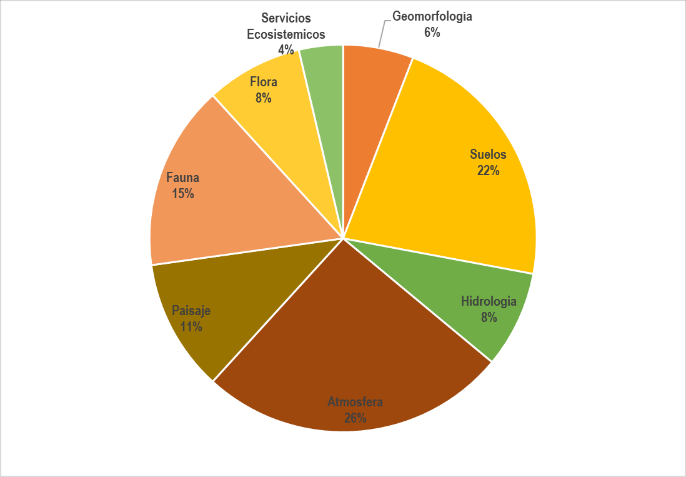 Geomorfologia
6%
Suelos
22%
Hidrologia
8%
Atmosfera
26%
Paisaje
11%
Fauna
15%
Flora
8%
Servicios
Ecosistemicos
4%